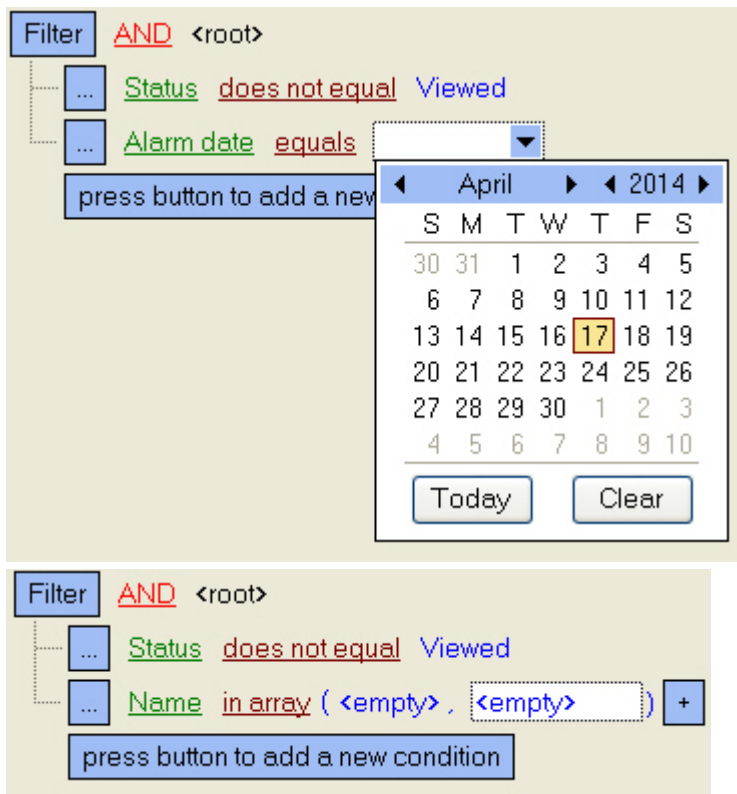 Filter AND <root>
... Status does not equal Viewed
... Alarm date equals
press button to add a new
April 2014
S M T W T F S
30 31 1 2 3 4 5
6 7 8 9 10 11 12
13 14 15 16 17 18 19
20 21 22 23 24 25 26
27 28 29 30 1 2 3
4 5 6 7 8 9 10
Today Clear
Filter AND <root>
... Status does not equal Viewed
... Name in array ( <empty> , <empty> ) +
press button to add a new condition